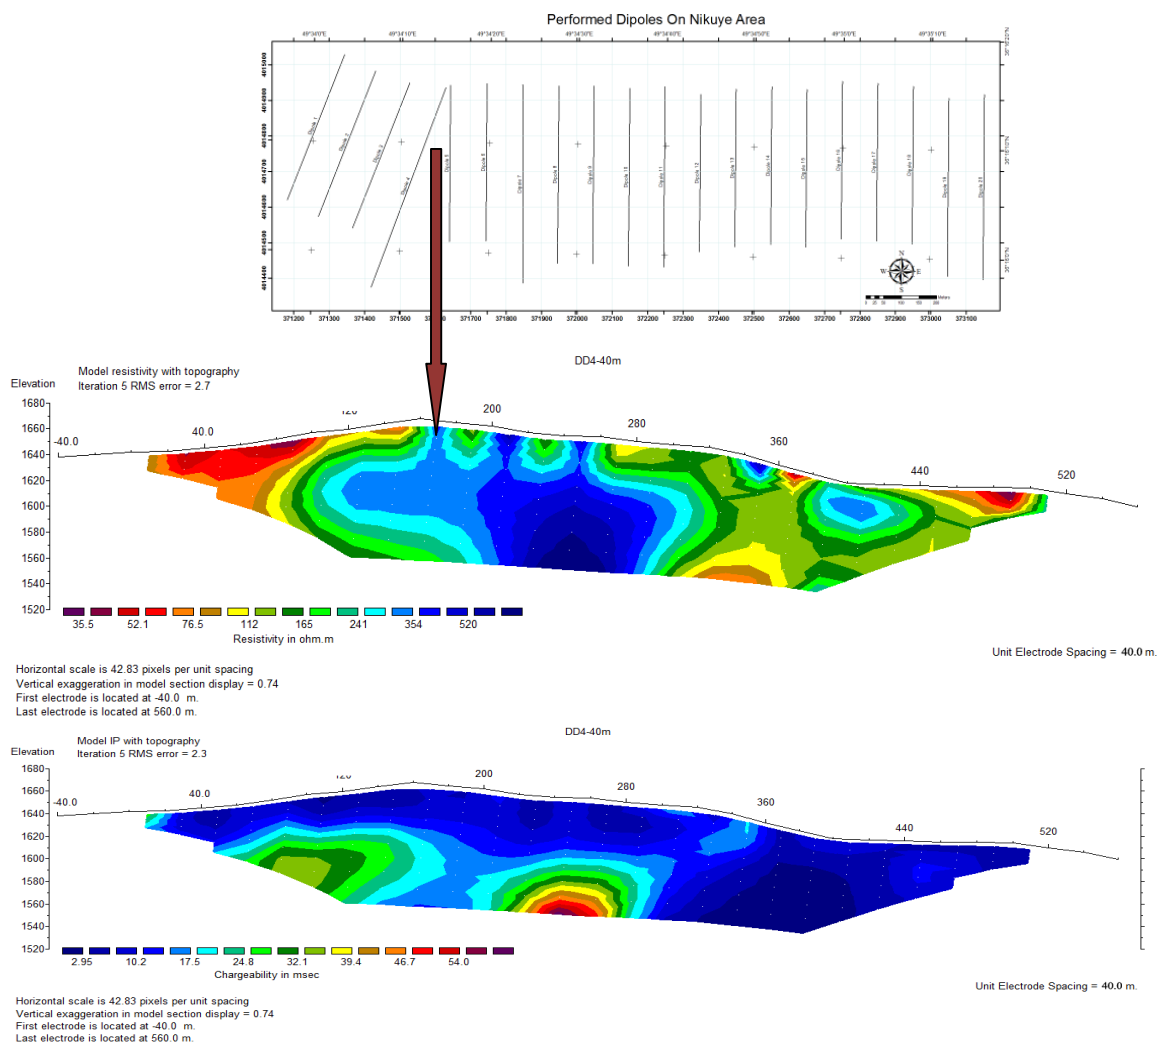 Performed Dipoles On Nikuye Area
49°34'0"E 49°34'10"E 49°34'20"E 49°34'30"E 49°34'40"E 49°34'50"E 49°35'0"E 49°35'10"E
4015000
4014900
4014800
4014700
4014600
4014500
4014400
Dipole 1
Dipole 2
Dipole 3
Dipole 4
Dipole 5
Dipole 6
Dipole 7
Dipole 8
Dipole 9
Dipole 10
Dipole 11
Dipole 12
Dipole 13
Dipole 14
Dipole 15
Dipole 16
Dipole 17
Dipole 18
Dipole 19
Dipole 20
N
W E
S
Meters
371200 371300 371400 371500 371700 371800 371900 372000 372100 372200 372300 372400 372500 372600 372700 372800 372900 373000 373100
DD4-40m
Model resistivity with topography
Elevation
Iteration 5 RMS error = 2.7
1680
1660
1640
1620
1600
1580
1560
1540
1520
-40.0 40.0 120 200 280 360 440 520
35.5 52.1 76.5 112 165 241 354 520
Resistivity in ohm.m
Unit Electrode Spacing = 40.0 m.
Horizontal scale is 42.83 pixels per unit spacing
Vertical exaggeration in model section display = 0.74
First electrode is located at -40.0 m.
Last electrode is located at 560.0 m.
DD4-40m
Model IP with topography
Elevation
Iteration 5 RMS error = 2.3
1680
1660
1640
1620
1600
1580
1560
1540
1520
-40.0 40.0 120 200 280 360 440 520
2.95 10.2 17.5 24.8 32.1 39.4 46.7 54.0
Chargeability in msec
Unit Electrode Spacing = 40.0 m.
Horizontal scale is 42.83 pixels per unit spacing
Vertical exaggeration in model section display = 0.74
First electrode is located at -40.0 m.
Last electrode is located at 560.0 m.